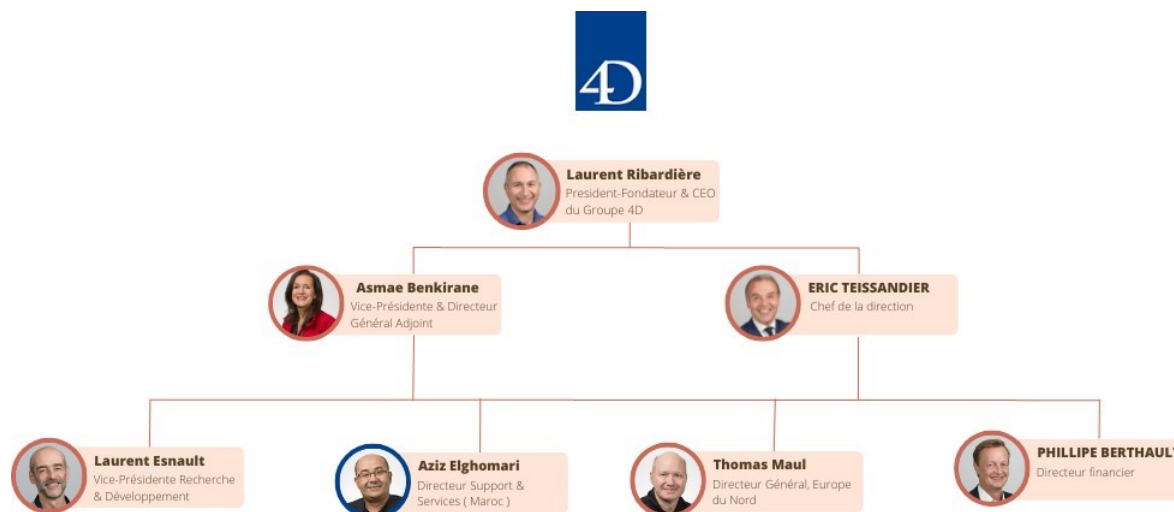 4D
Laurent Ribardière
President-Fondateur & CEO
du Groupe 4D
Asmae Benkirane
Vice-Présidente & Directeur
Général Adjoint
ERIC TEISSANDIER
Chef de la direction
Laurent Esnault
Vice-Présidente Recherche
& Développement
Aziz Elghomari
Directeur Support &
Services ( Maroc )
Thomas Maul
Directeur Général, Europe
du Nord
PHILLIPE BERTHAULT
Directeur financier